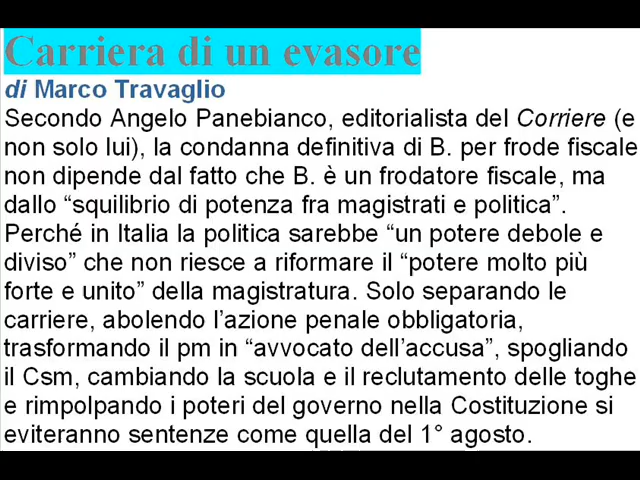 Carriera di un evasore
di Marco Travaglio
Secondo Angelo Panebianco, editorialista del Corriere (e
non solo lui), la condanna definitiva di B. per frode fiscale
non dipende dal fatto che B. è un frodatore fiscale, ma
dallo “squilibrio di potenza fra magistrati e politica”.
Perché in Italia la politica sarebbe “un potere debole e
diviso” che non riesce a riformare il “potere molto più
forte e unito” della magistratura. Solo separando le
carriere, abolendo l’azione penale obbligatoria,
trasformando il pm in “avvocato dell’accusa”, spogliando
il Csm, cambiando la scuola e il reclutamento delle toghe
e rimpolpando i poteri del governo nella Costituzione si
eviteranno sentenze come quella del 1° agosto.